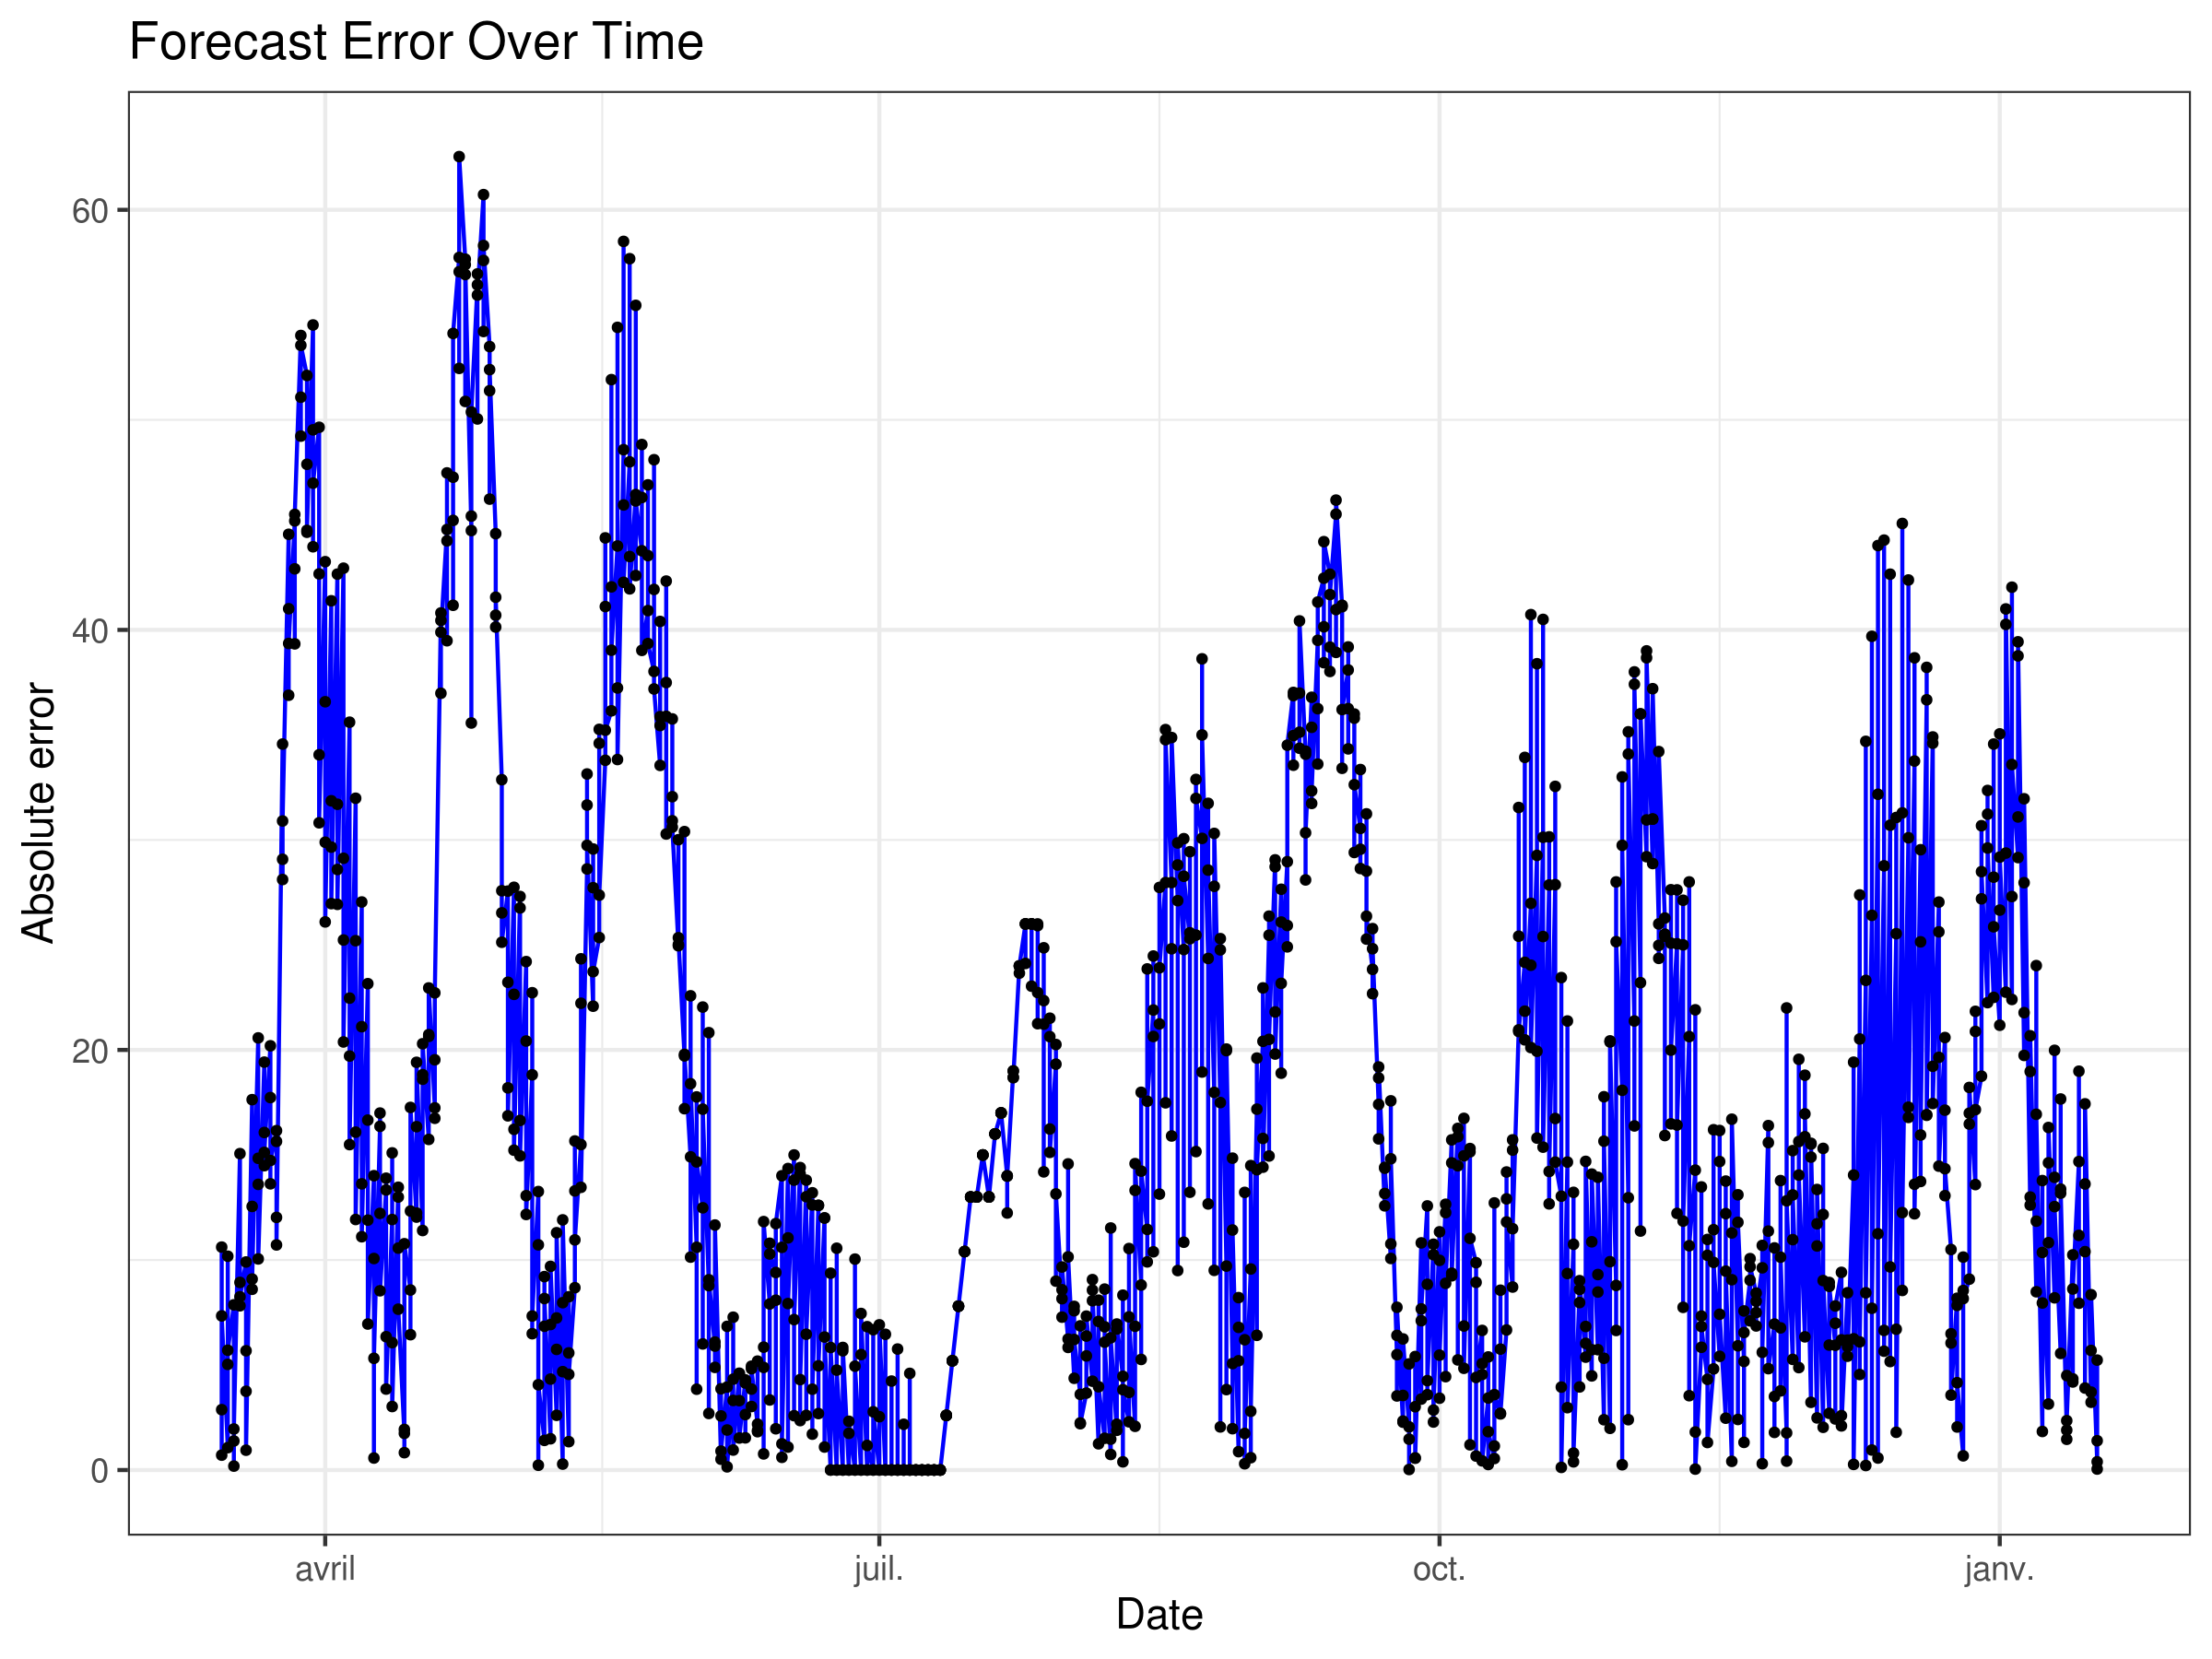 Forecast Error Over Time
Absolute error
60
40
20
0
avril juil. oct. janv.
Date